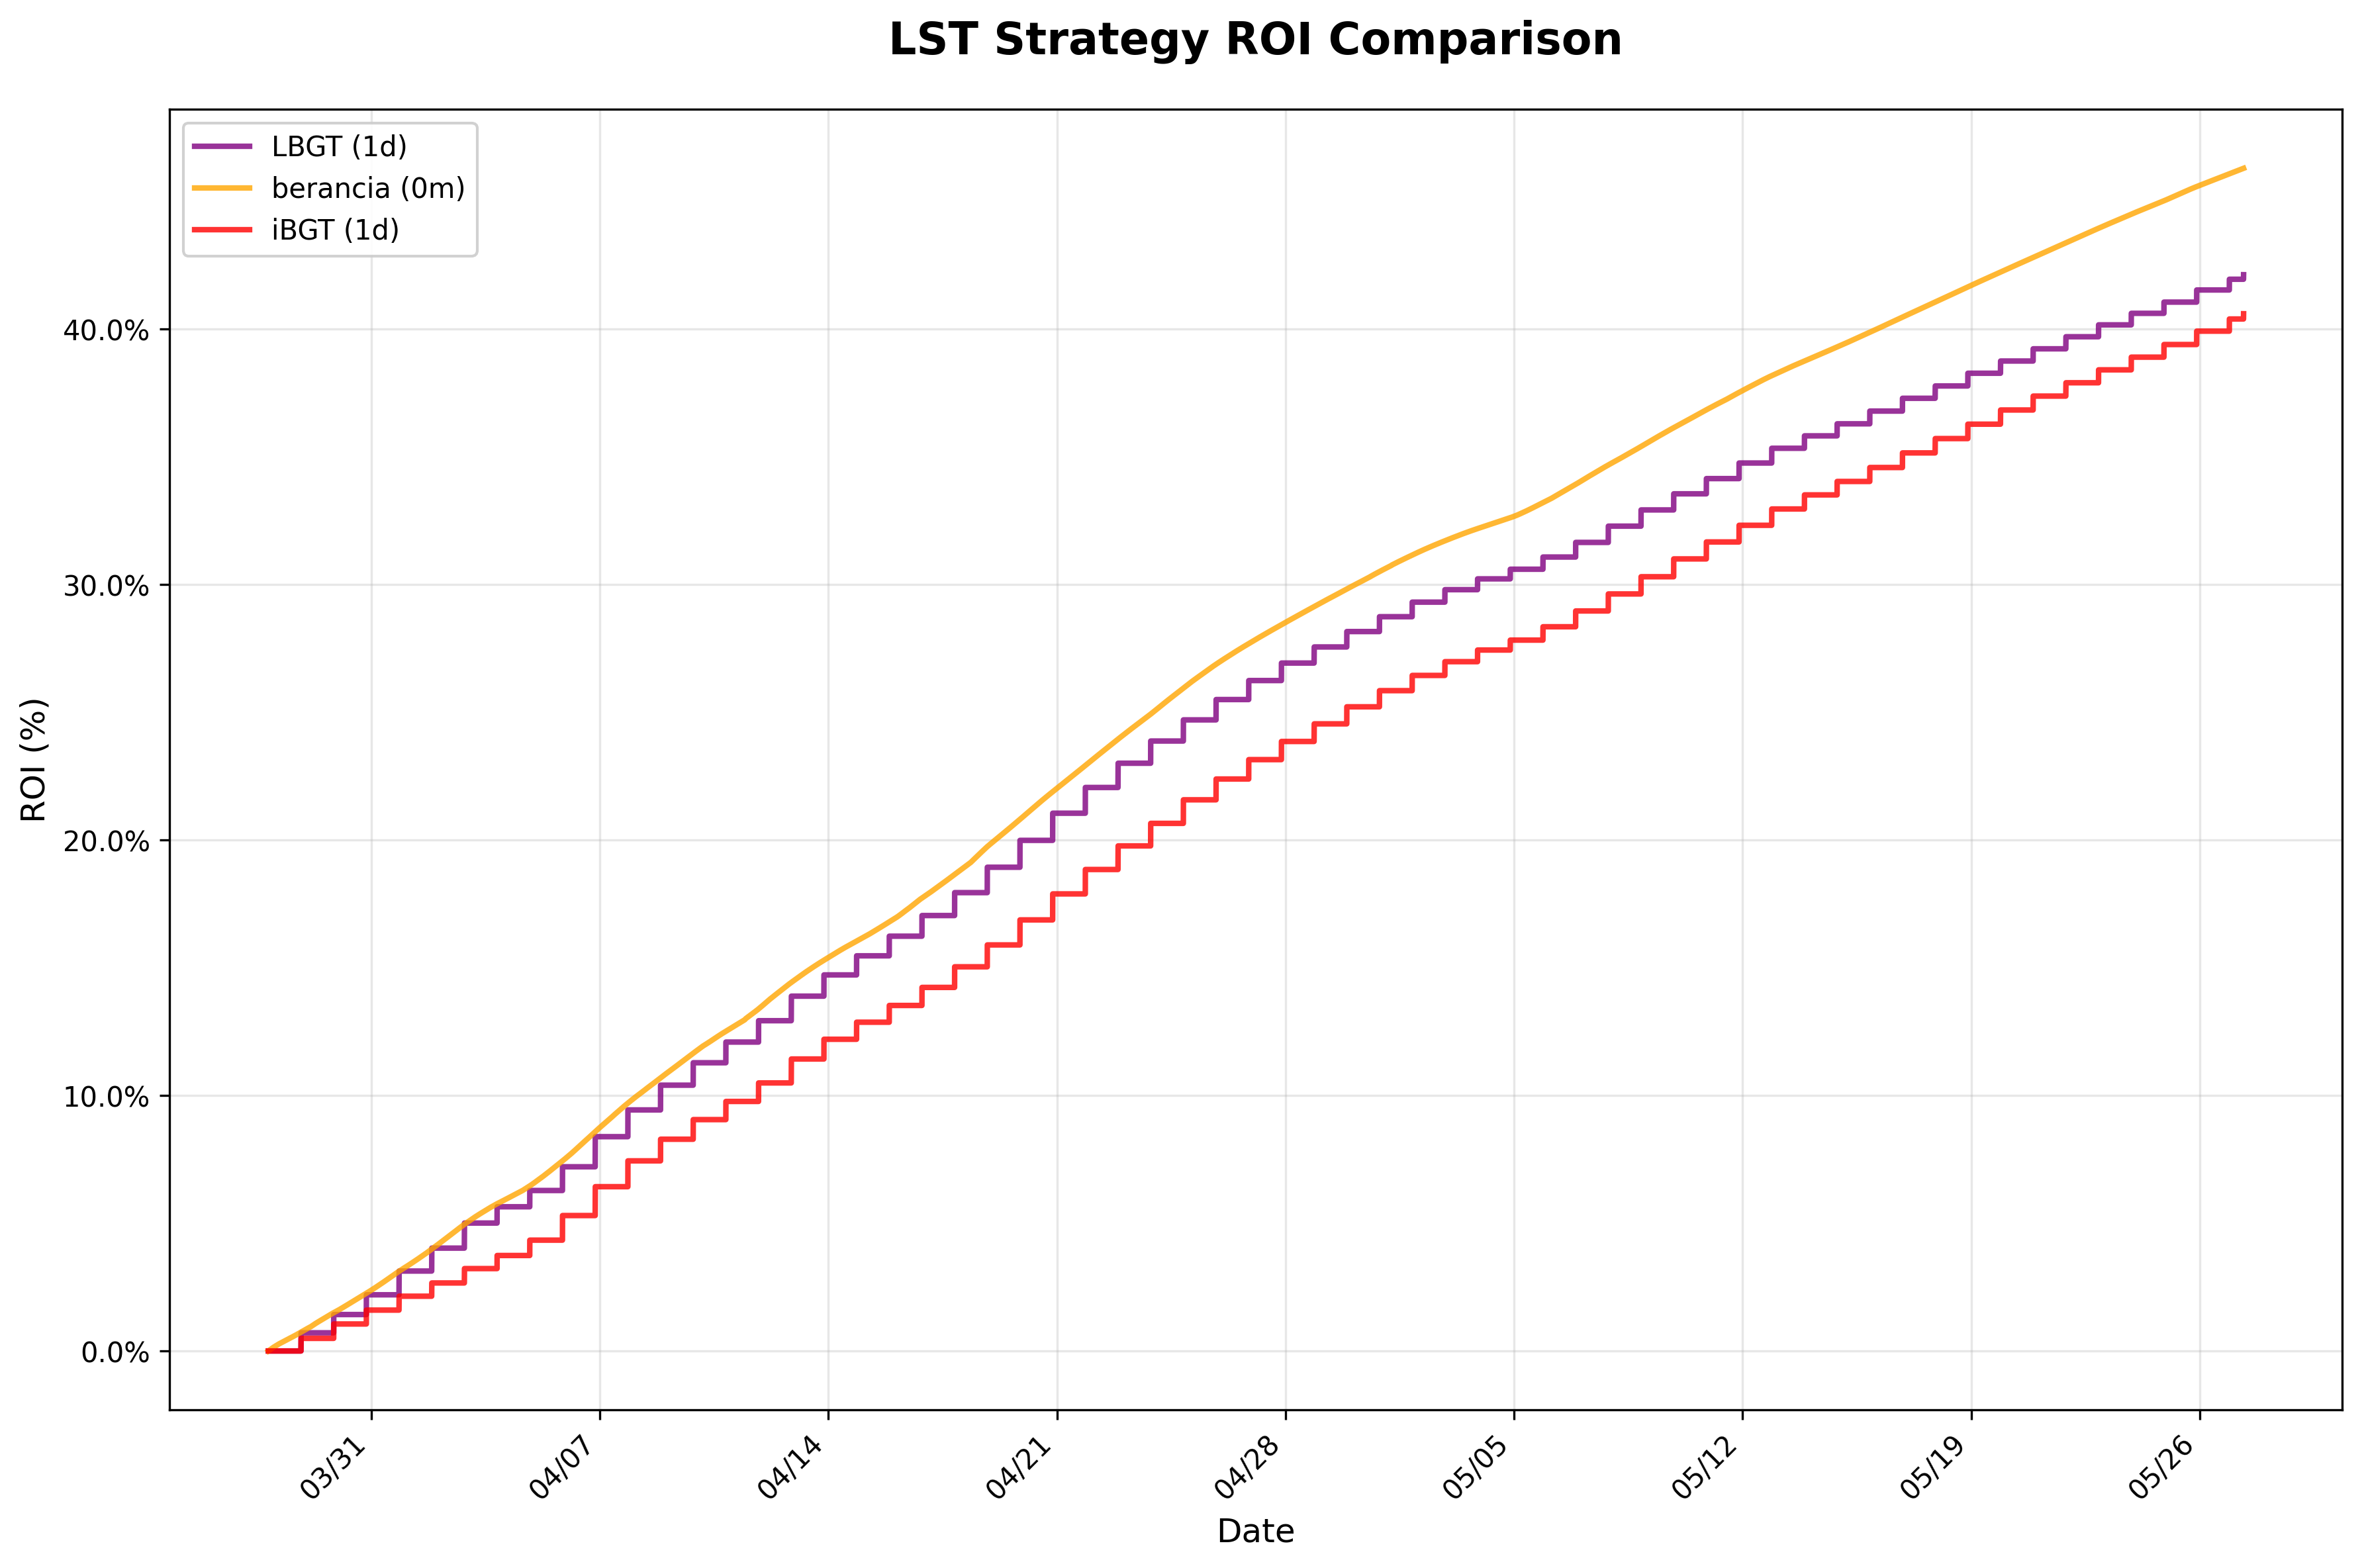 LST Strategy ROI Comparison
LBGT (1d)
berancia (0m)
iBGT (1d)
40.0%
30.0%
20.0%
10.0%
0.0%
ROI (%)
03/31
04/07
04/14
04/21
04/28
05/05
05/12
05/19
05/26
Date